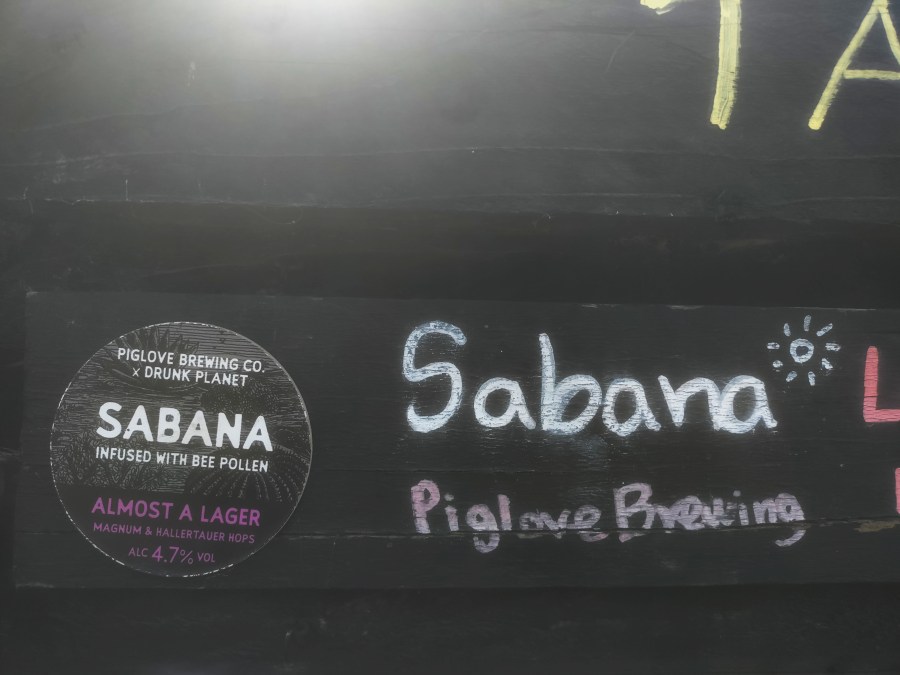 PIGLOVE BREWING CO.
x DRUNK PLANET
SABANA
INFUSED WITH BEE POLLEN
ALMOST A LAGER
MAGNUM & HALLERTAUER HOPS
ALC 4.7% VOL
Sabana
Piglove Brewing